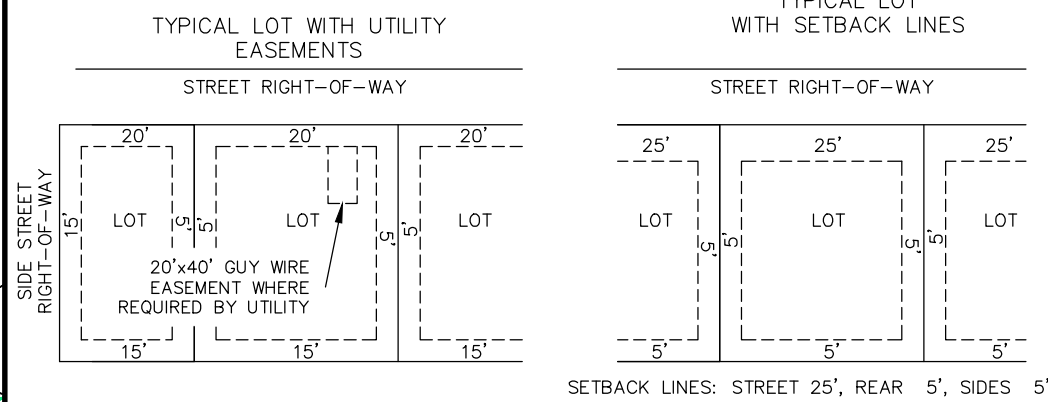 TYPICAL LOT WITH UTILITY
EASEMENTS
STREET RIGHT-OF-WAY
20' 20' 20'
SIDE STREET
RIGHT-OF-WAY
15' LOT 5' 5' LOT 5' 5' LOT
20'x40' GUY WIRE
EASEMENT WHERE
REQUIRED BY UTILITY
15' 15' 15'
TYPICAL LOT
WITH SETBACK LINES
STREET RIGHT-OF-WAY
25' 25' 25'
LOT 5' 5' LOT 5' 5' LOT
5' 5' 5'
SETBACK LINES: STREET 25', REAR 5', SIDES 5'